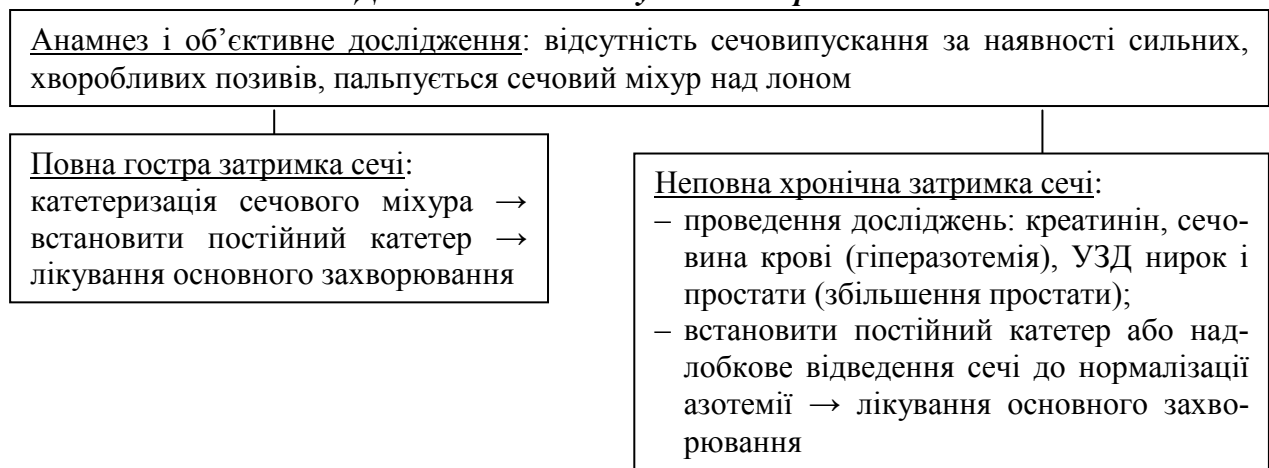 Анамнез і об’єктивне дослідження: відсутність сечовипускання за наявності сильних,
хворобливих позивів, пальпується сечовий міхур над лоном
Повна гостра затримка сечі:
катетеризація сечового міхура →
встановити постійний катетер →
лікування основного захворювання
Неповна хронічна затримка сечі:
– проведення досліджень: креатинін, сечо-
вина крові (гіперазотемія), УЗД нирок і
простати (збільшення простати);
– встановити постійний катетер або над-
лобкове відведення сечі до нормалізації
азотемії → лікування основного захво-
рювання